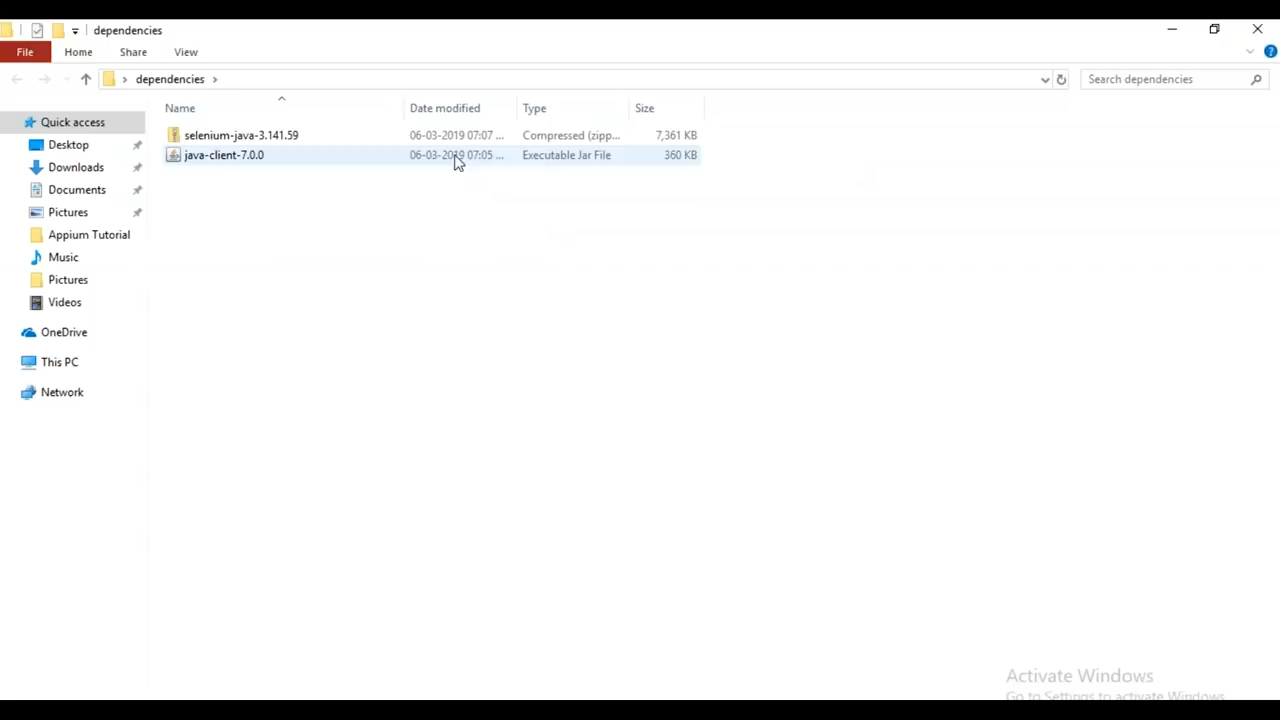 dependencies
File Home Share View
dependencies
Search dependencies
Name Date modified Type Size
Quick access
selenium-java-3.141.59 06-03-2019 07:07 ... Compressed (zipp... 7,361 KB
Desktop
java-client-7.0.0 06-03-2019 07:05 ... Executable Jar File 360 KB
Downloads
Documents
Pictures
Appium Tutorial
Music
Pictures
Videos
OneDrive
This PC
Network
Activate Windows
Go to Settings to activate Windows.